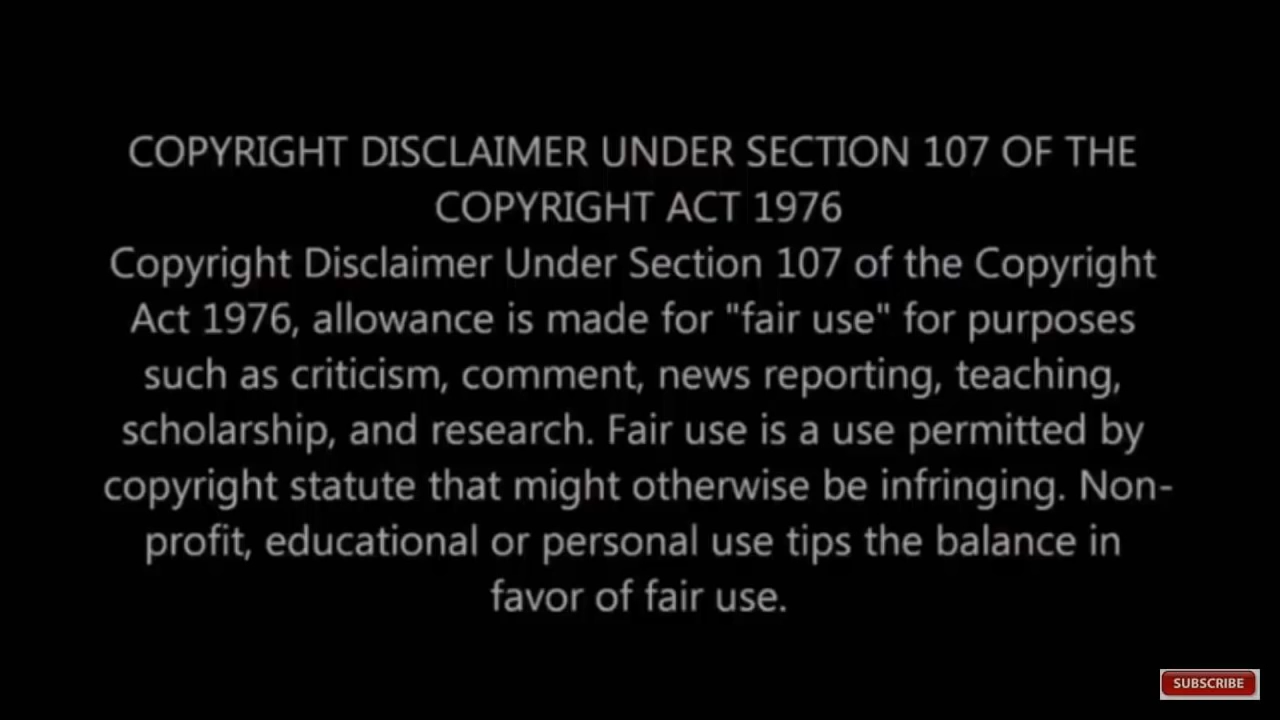 COPYRIGHT DISCLAIMER UNDER SECTION 107 OF THE
COPYRIGHT ACT 1976
Copyright Disclaimer Under Section 107 of the Copyright
Act 1976, allowance is made for "fair use" for purposes
such as criticism, comment, news reporting, teaching,
scholarship, and research. Fair use is a use permitted by
copyright statute that might otherwise be infringing. Non-
profit, educational or personal use tips the balance in
favor of fair use.
SUBSCRIBE